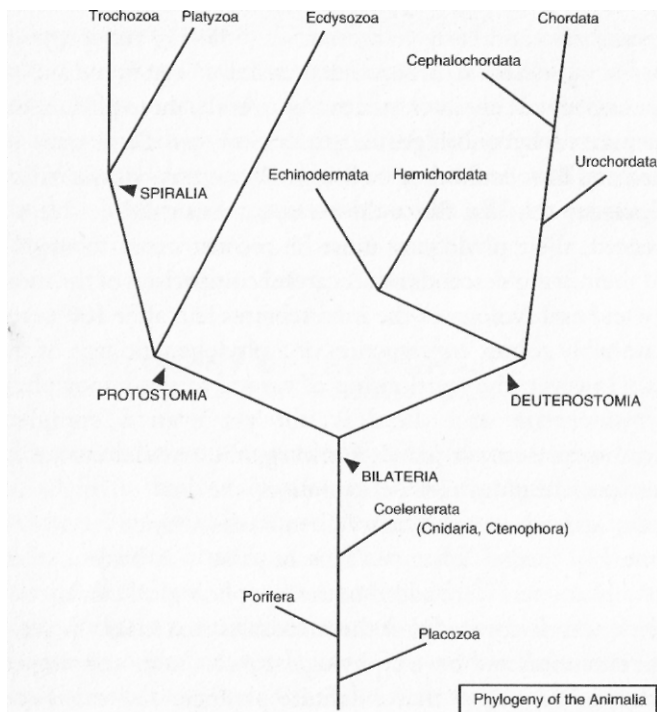 Trochozoa Platyzoa Ecdysozoa Chordata
Cephalochordata
Echinodermata Hemichordata
Urochordata
SPIRALIA
PROTOSTOMIA
DEUTEROSTOMIA
BILATERIA
Coelenterata
(Cnidaria, Ctenophora)
Porifera
Placozoa
Phylogeny of the Animalia